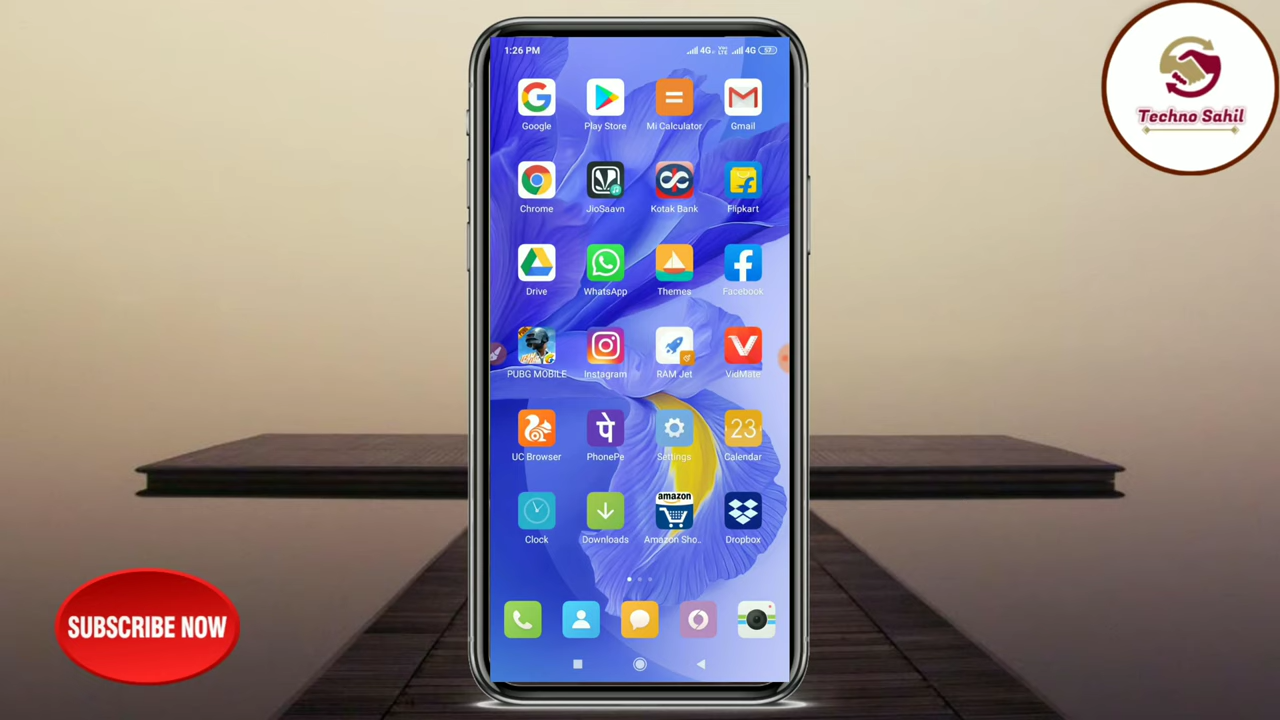 1:26 PM
4G
Vo
LTE
4G
Techno Sahil
Google
Play Store
Mi Calculator
Gmail
Chrome
JioSaavn
Kotak Bank
Flipkart
Drive
WhatsApp
Themes
Facebook
PUBG MOBILE
Instagram
RAM Jet
VidMate
पे
23
UC Browser
PhonePe
Settings
Calendar
amazon
Clock
Downloads
Amazon Sho..
Dropbox
SUBSCRIBE NOW